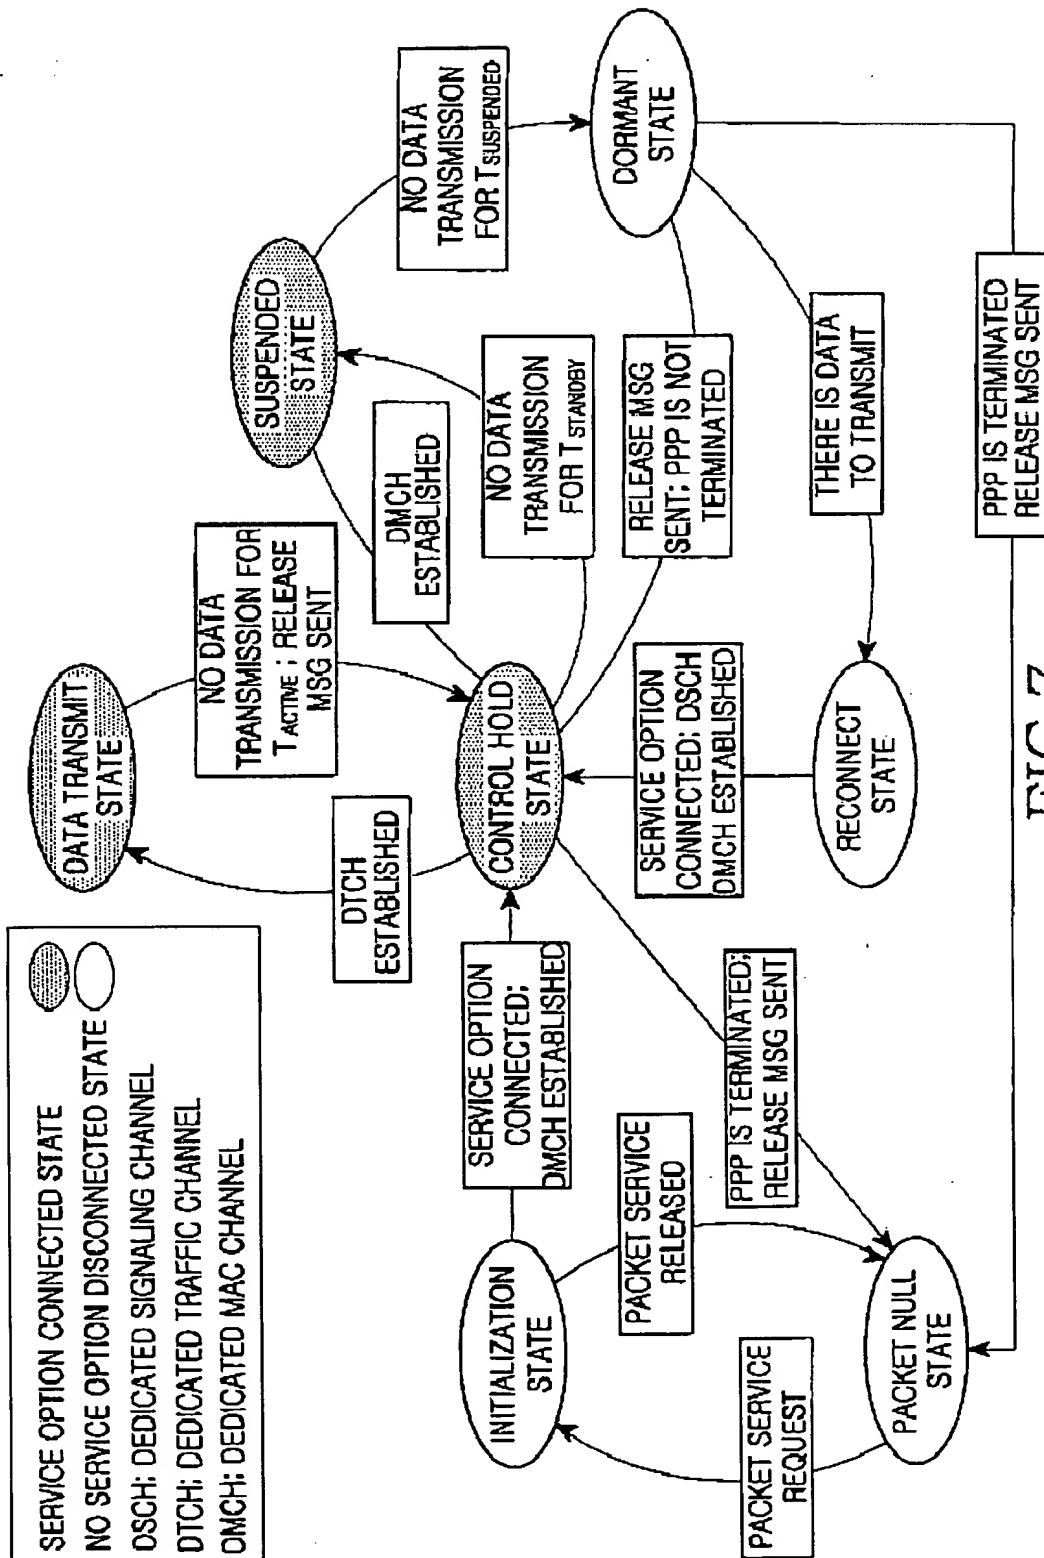 SERVICE OPTION CONNECTED STATE
NO SERVICE OPTION DISCONNECTED STATE
DSCH; DEDICATED SIGNALING CHANNEL
DTCH; DEDICATED TRAFFIC CHANNEL
DMCH; DEDICATED MAC CHANNEL
DATA TRANSMIT
STATE
DTCH
ESTABLISHED
NO DATA
TRANSMISSION FOR
TACTIVE ; RELEASE
MSG SENT
SUSPENDED
STATE
DMCH
ESTABLISHED
NO DATA
TRANSMISSION
FOR TSUSPENDED
NO DATA
TRANSMISSION
FOR T STANDBY
INITIALIZATION
STATE
SERVICE OPTION
CONNECTED;
DMCH ESTABLISHED
CONTROL HOLD
STATE
RELEASE MSG
SENT; PPP IS NOT
TERMINATED
DORMANT
STATE
PACKET SERVICE
RELEASED
SERVICE OPTION
CONNECTED; DSCH
DMCH ESTABLISHED
PPP IS TERMINATED;
RELEASE MSG SENT
PACKET SERVICE
REQUEST
THERE IS DATA
TO TRANSMIT
PACKET NULL
STATE
RECONNECT
STATE
PPP IS TERMINATED
RELEASE MSG SENT
FIG. 7